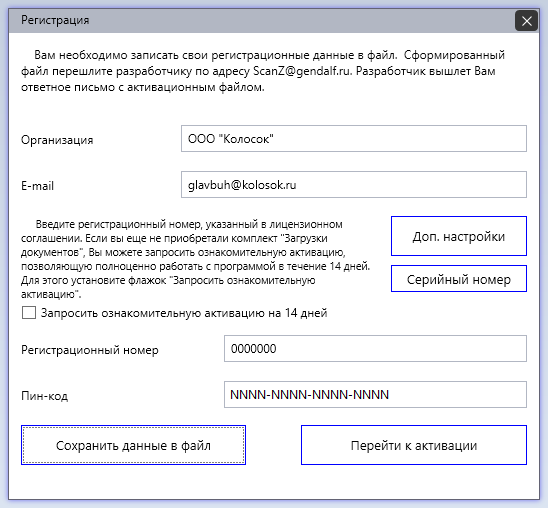 Регистрация
Вам необходимо записать свои регистрационные данные в файл. Сформированный
файл перешлите разработчику по адресу ScanZ@gendalf.ru. Разработчик вышлет Вам
ответное письмо с активационным файлом.
Организация
ООО "Колосок"
E-mail
glavbuh@kolosok.ru
Введите регистрационный номер, указанный в лицензионном
соглашении. Если вы еще не приобретали комплект "Загрузки
документов", Вы можете запросить ознакомительную активацию,
позволяющую полноценно работать с программой в течение 14 дней.
Для этого установите флажок "Запросить ознакомительную
активацию".
Доп. настройки
Серийный номер
Запросить ознакомительную активацию на 14 дней
Регистрационный номер
0000000
Пин-код
NNNN-NNNN-NNNN-NNNN
Сохранить данные в файл
Перейти к активации